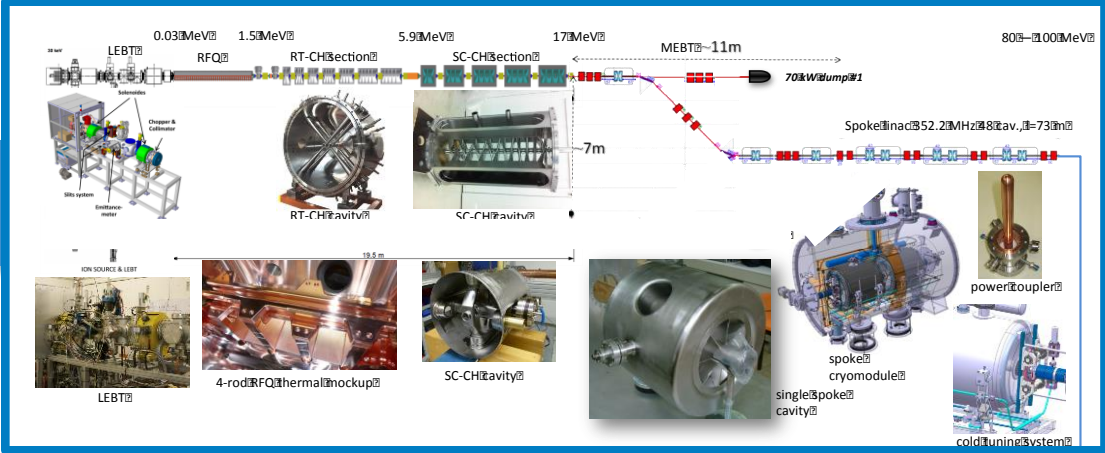 LEBT
0.03 MeV
1.5 MeV
5.9 MeV
17 MeV
MEBT ~11m
80 — 100 MeV
30 keV
RFQ
RT-CH section
SC-CH section
70 kW dump #1
Solenoides
Chopper &
Collimator
Slits system
Emittance-
meter
~7m
Spoke linac 352.2 MHz 48 cav., l=73 m
RT-CH cavity
SC-CH cavity
19.5 m
ION SOURCE & LEBT
power coupler
LEBT
4-rod RFQ thermal mockup
SC-CH cavity
single spoke
cavity
spoke
cryomodule
cold tuning system